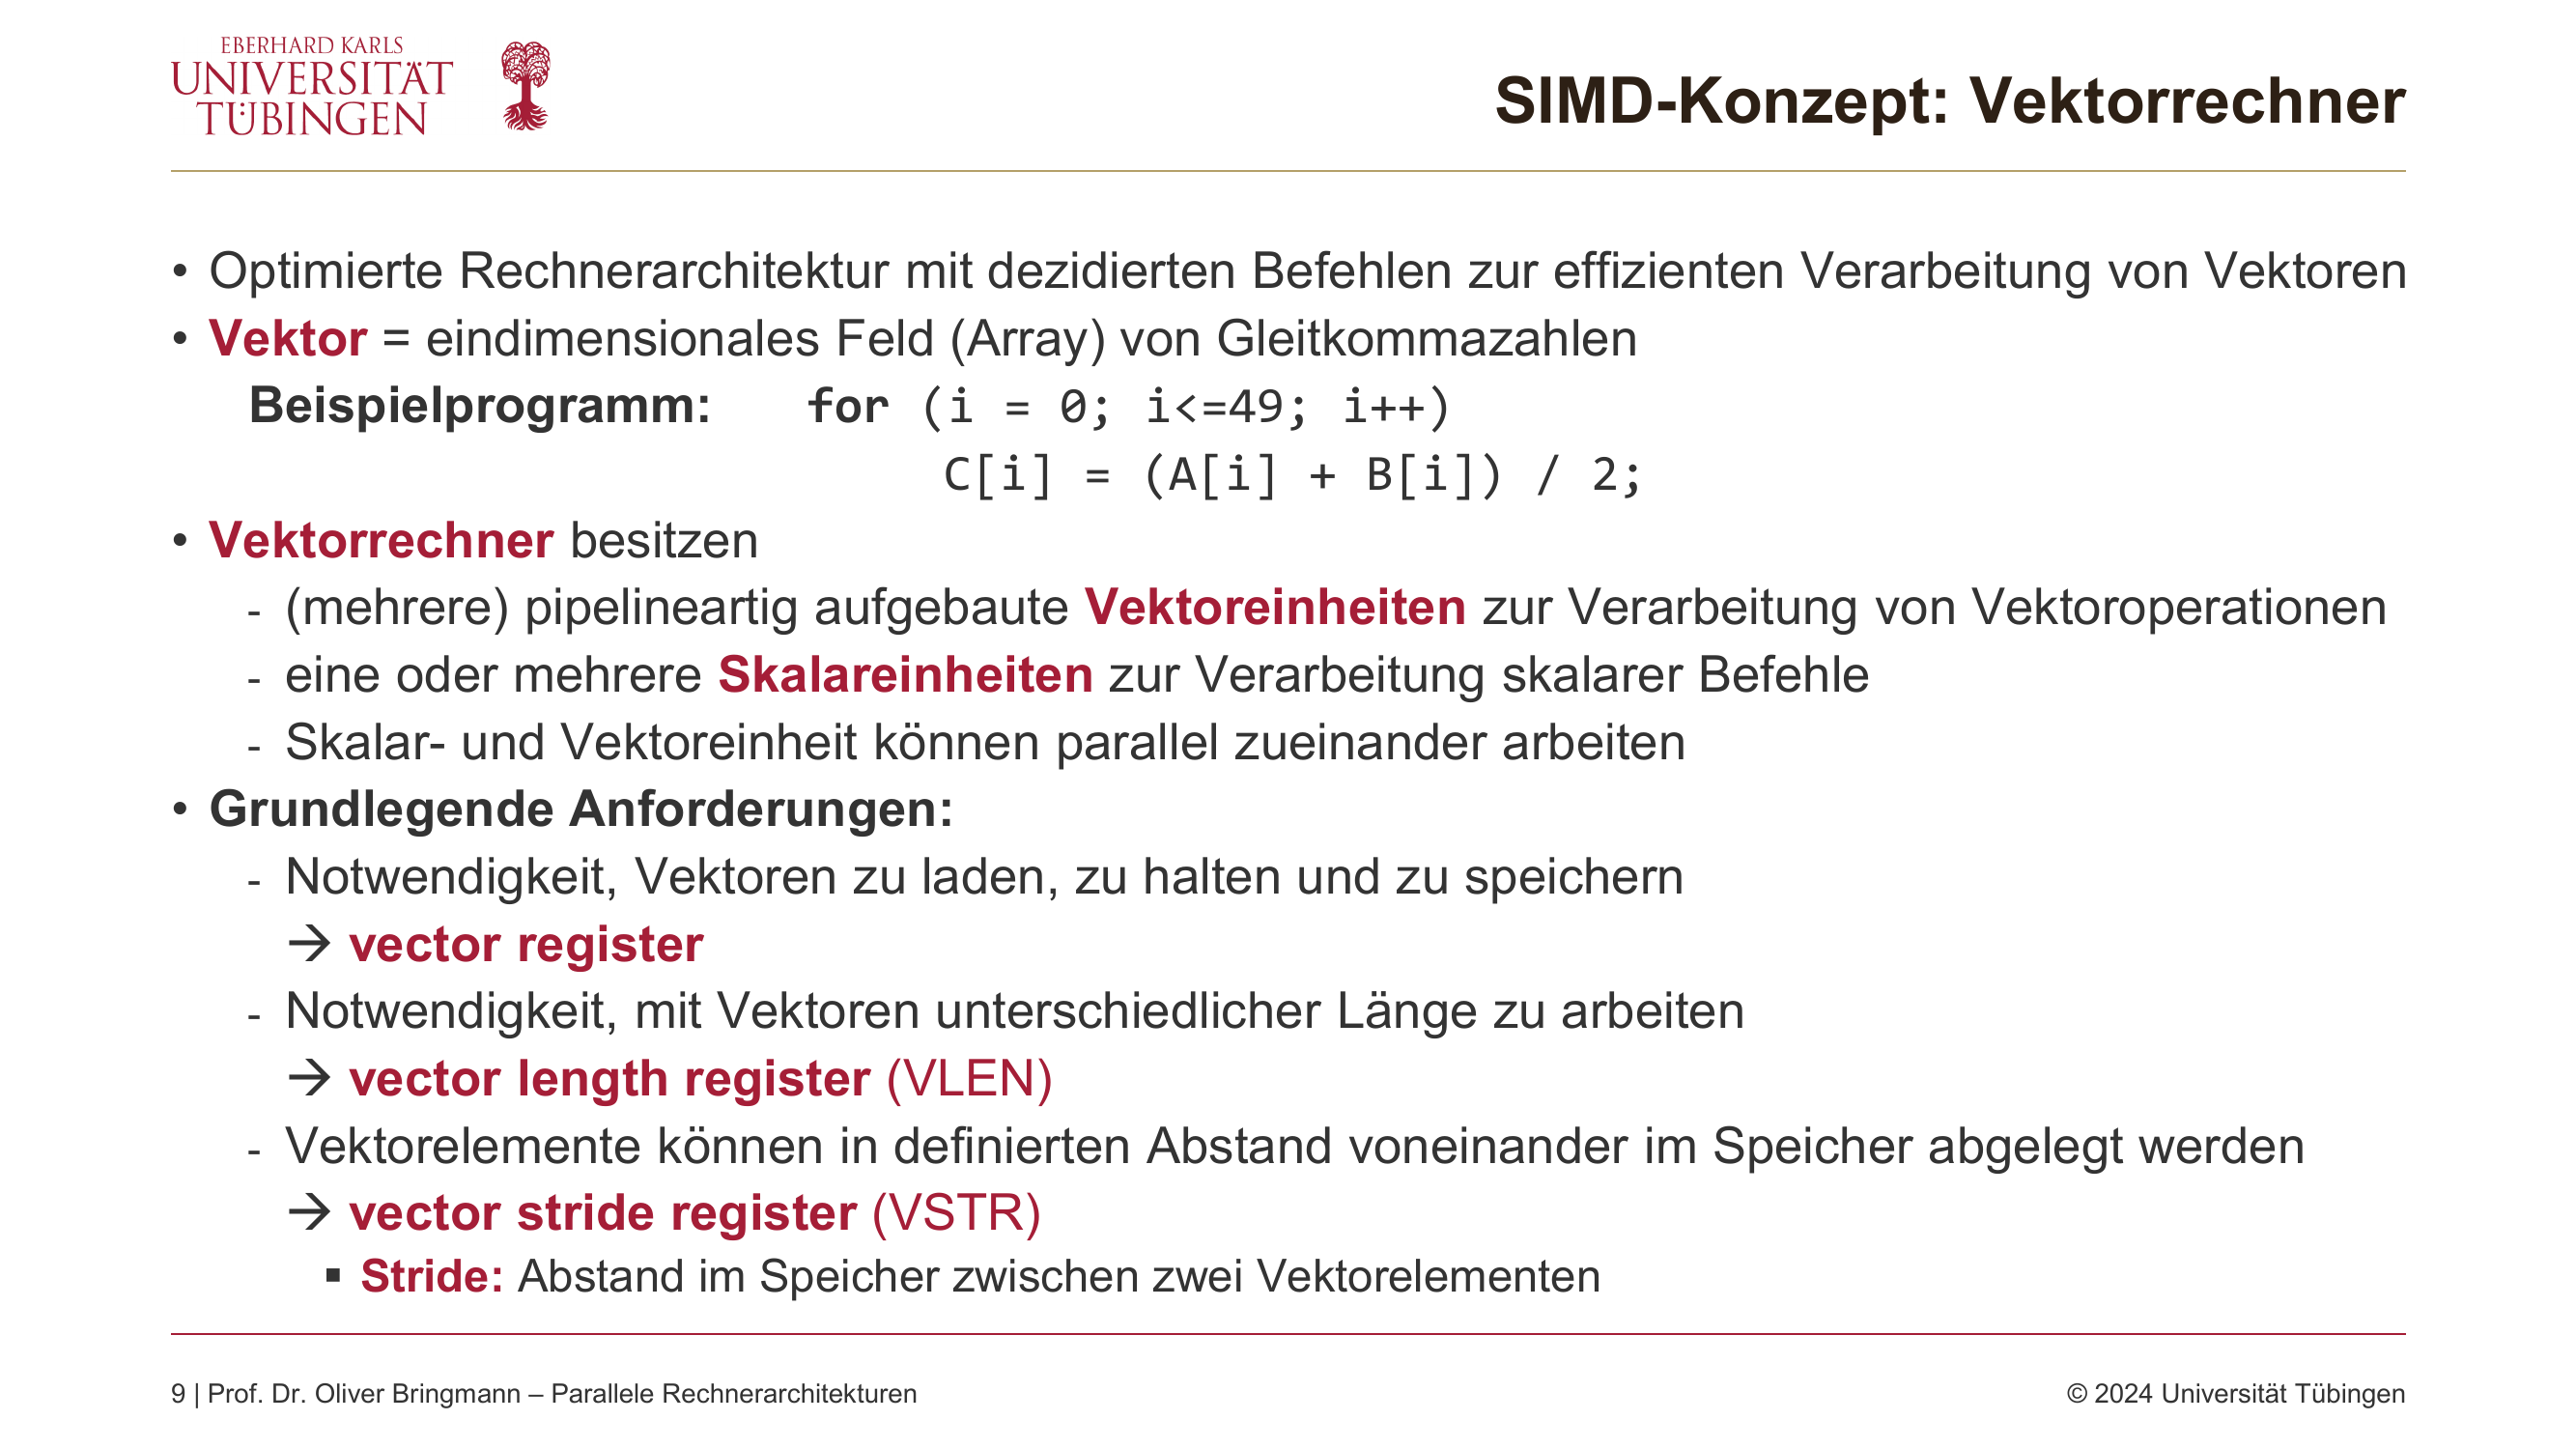 EBERHARD KARLS
UNIVERSITÄT
TÜBINGEN
SIMD-Konzept: Vektorrechner
• Optimierte Rechnerarchitektur mit dezidierten Befehlen zur effizienten Verarbeitung von Vektoren
• Vektor = eindimensionales Feld (Array) von Gleitkommazahlen
Beispielprogramm: for (i = 0; i<=49; i++)
C[i] = (A[i] + B[i]) / 2;
• Vektorrechner besitzen
- (mehrere) pipelineartig aufgebaute Vektoreinheiten zur Verarbeitung von Vektoroperationen
- eine oder mehrere Skalareinheiten zur Verarbeitung skalarer Befehle
- Skalar- und Vektoreinheit können parallel zueinander arbeiten
• Grundlegende Anforderungen:
- Notwendigkeit, Vektoren zu laden, zu halten und zu speichern
→ vector register
- Notwendigkeit, mit Vektoren unterschiedlicher Länge zu arbeiten
→ vector length register (VLEN)
- Vektorelemente können in definierten Abstand voneinander im Speicher abgelegt werden
→ vector stride register (VSTR)
▪ Stride: Abstand im Speicher zwischen zwei Vektorelementen
9 | Prof. Dr. Oliver Bringmann – Parallele Rechnerarchitekturen
© 2024 Universität Tübingen